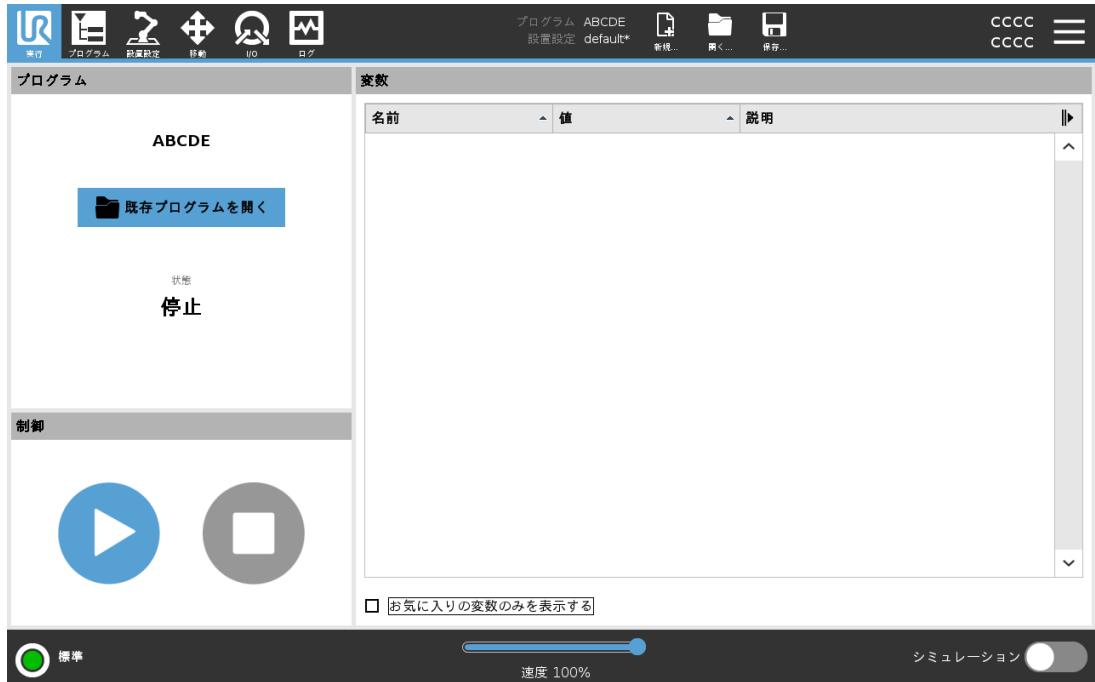 UR
実行
プログラム
設置設定
移動
I/O
ログ
プログラム ABCDE
設置設定 default*
新規...
開く...
保存...
CCCC
CCCC
プログラム
ABCDE
既存プログラムを開く
状態
停止
制御
変数
名前
値
説明
お気に入りの変数のみを表示する
標準
速度 100%
シミュレーション